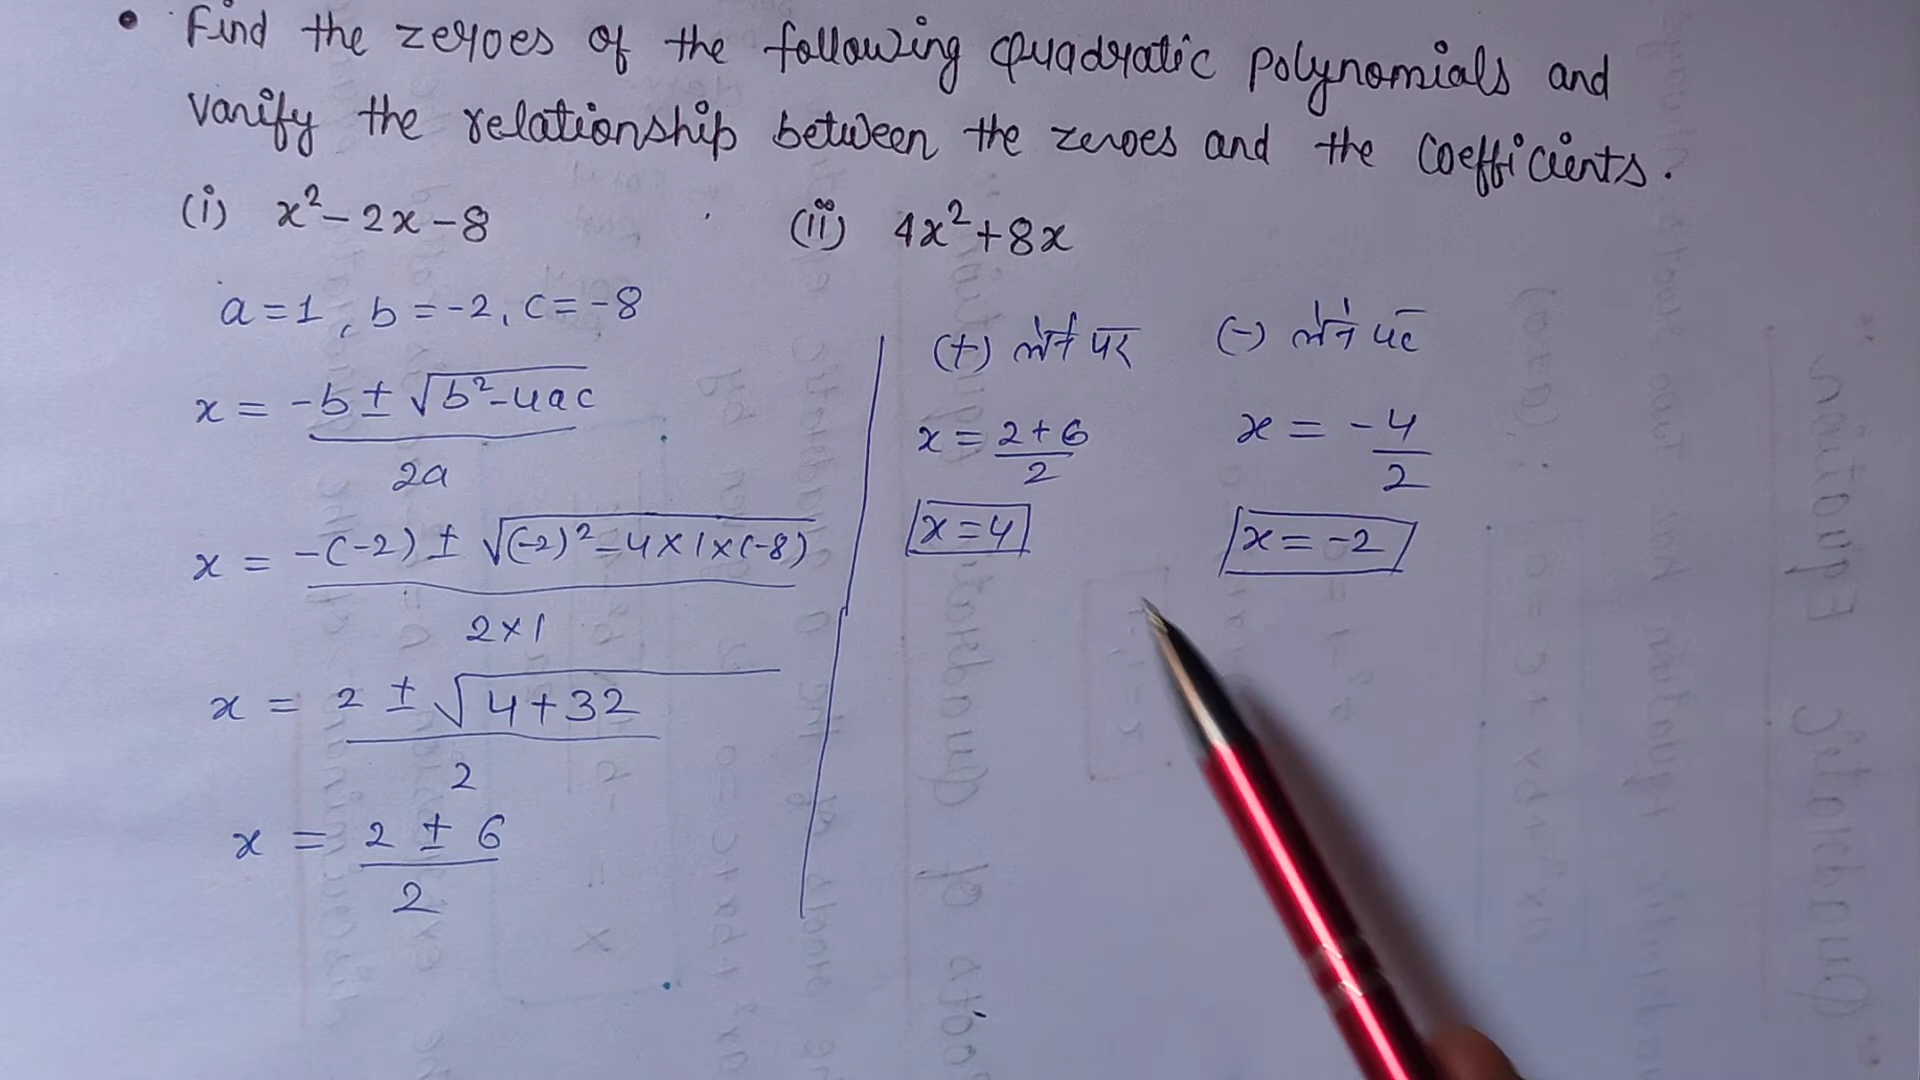 • Find the zeroes of the following quadratic polynomials and
varify the relationship between the zeroes and the coefficients.
(i) x² - 2x - 8
(ii) 4x² + 8x
a = 1, b = -2, c = -8
x = -b ± √b² - 4ac
2a
x = -(-2) ± √(-2)² - 4 × 1 × (-8)
2 × 1
x = 2 ± √4 + 32
2
x = 2 ± 6
2
(+) लेने पर
x = 2 + 6
2
x = 4
(-) लेने पर
x = -4
2
x = -2